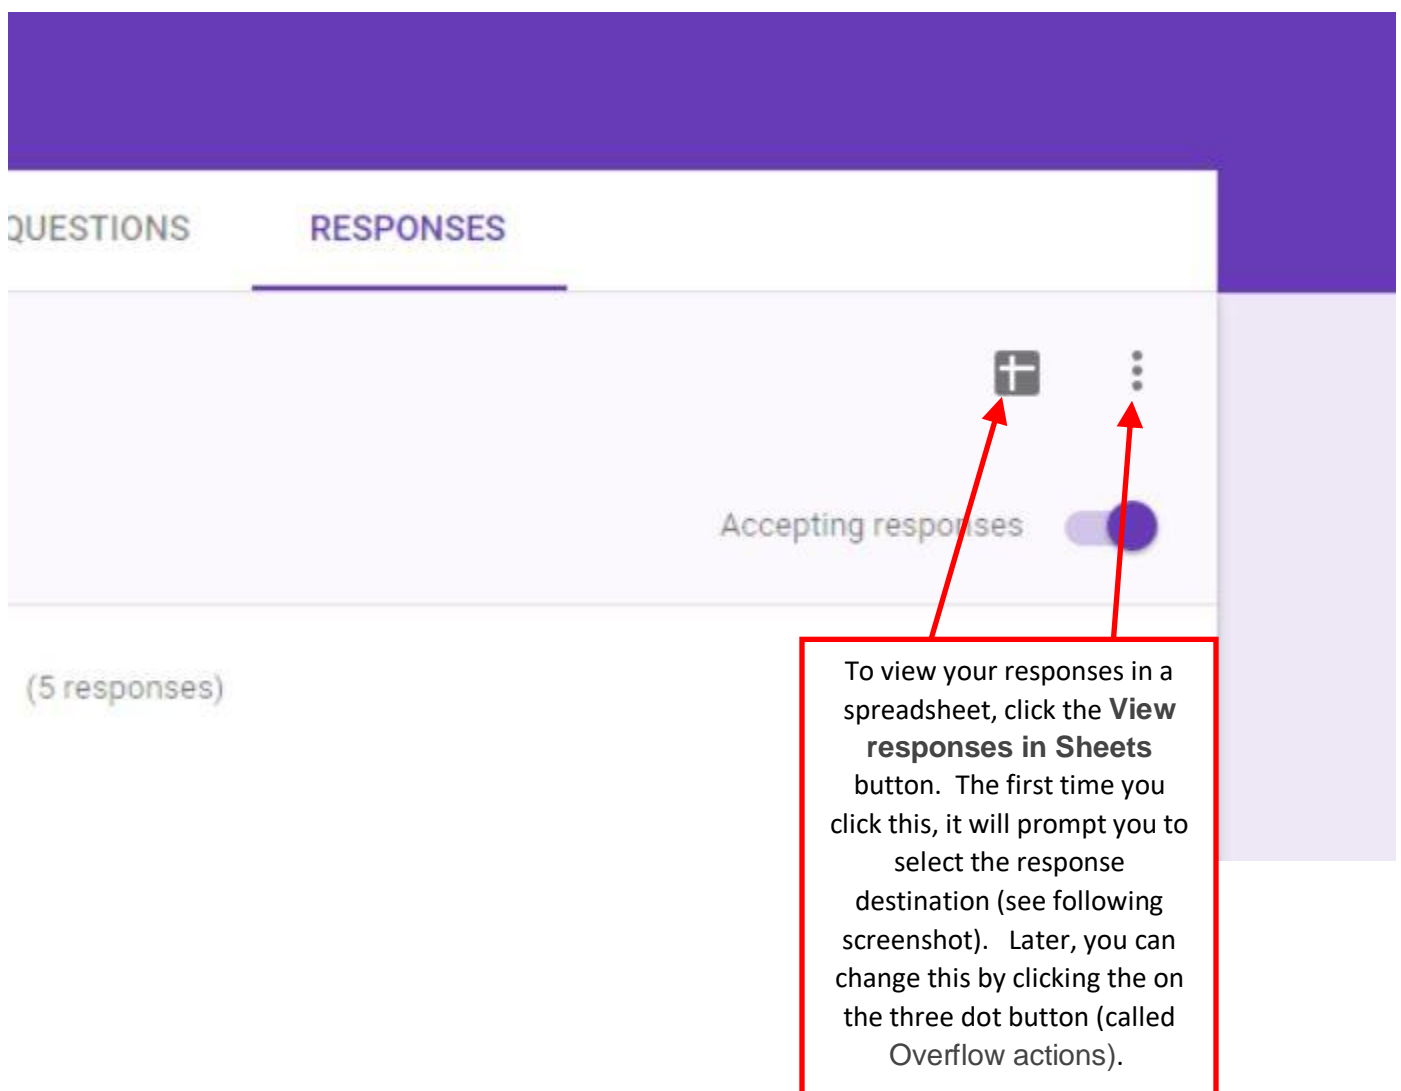 QUESTIONS RESPONSES
Accepting responses
(5 responses)
To view your responses in a
spreadsheet, click the View
responses in Sheets
button.  The first time you
click this, it will prompt you to
select the response
destination (see following
screenshot).   Later, you can
change this by clicking the on
the three dot button (called
Overflow actions).